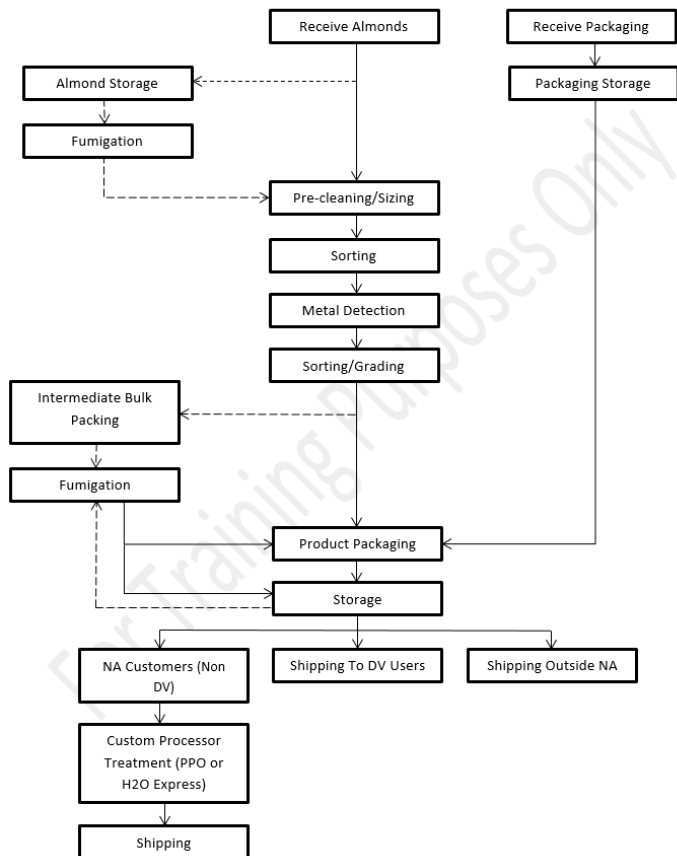 Receive Almonds
Receive Packaging
Almond Storage
Packaging Storage
Fumigation
Pre-cleaning/Sizing
Sorting
Metal Detection
Sorting/Grading
Intermediate Bulk
Packing
Fumigation
Product Packaging
Storage
NA Customers (Non
DV)
Shipping To DV Users
Shipping Outside NA
Custom Processor
Treatment (PPO or
H2O Express)
Shipping
For Training Purposes Only